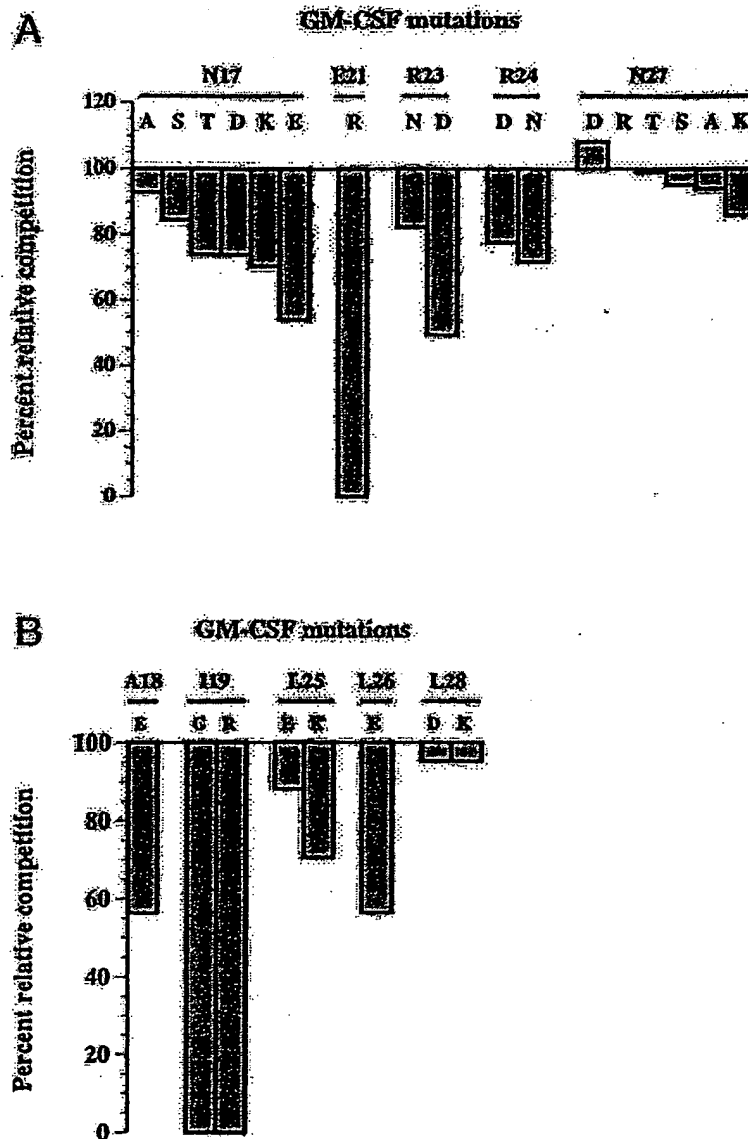 A
GM-CSF mutations
N17 E21 R23 R24 N27
A S T D K E R N D D N D R T S A K
120
100
80
60
40
20
0
Percent relative competition
B
GM-CSF mutations
A18 I19 L25 L26 L28
E G R E K E D K
100
80
60
40
20
0
Percent relative competition